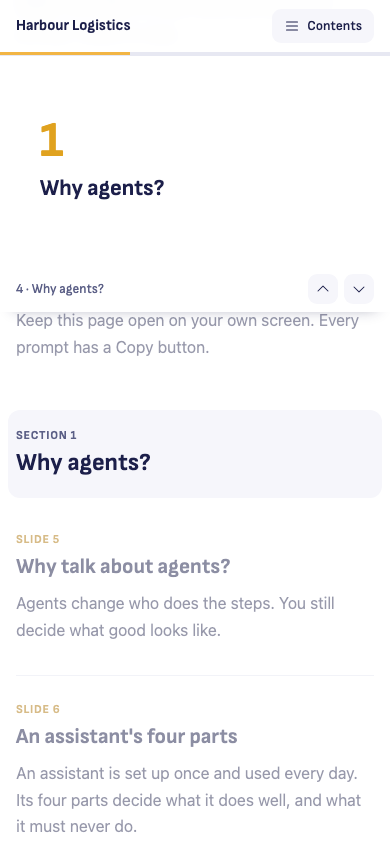 Harbour Logistics
Contents
1
Why agents?
4 · Why agents?
Keep this page open on your own screen. Every
prompt has a Copy button.
SECTION 1
Why agents?
SLIDE 5
Why talk about agents?
Agents change who does the steps. You still
decide what good looks like.
SLIDE 6
An assistant's four parts
An assistant is set up once and used every day.
Its four parts decide what it does well, and what
it must never do.